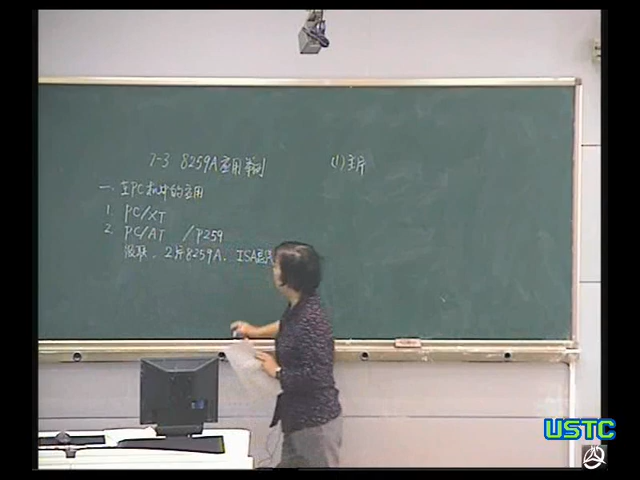 7-3 8259A应用举例
一. 在PC机中的应用
1. PC/XT
2. PC/AT /P259
级联. 2片8259A. ISA总线
(1) 主片
USTC